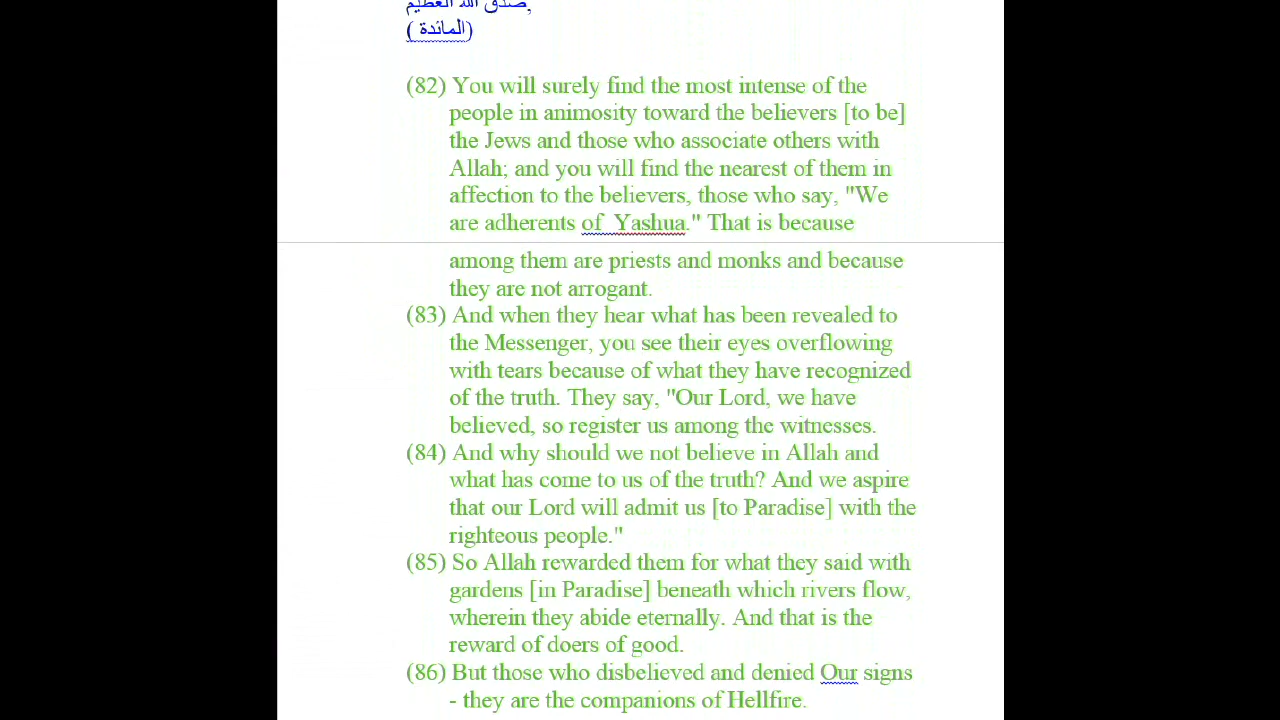 صدق الله العظيم,
(المائدة )
(82) You will surely find the most intense of the
people in animosity toward the believers [to be]
the Jews and those who associate others with
Allah; and you will find the nearest of them in
affection to the believers, those who say, "We
are adherents of Yashua." That is because
among them are priests and monks and because
they are not arrogant.
(83) And when they hear what has been revealed to
the Messenger, you see their eyes overflowing
with tears because of what they have recognized
of the truth. They say, "Our Lord, we have
believed, so register us among the witnesses.
(84) And why should we not believe in Allah and
what has come to us of the truth? And we aspire
that our Lord will admit us [to Paradise] with the
righteous people."
(85) So Allah rewarded them for what they said with
gardens [in Paradise] beneath which rivers flow,
wherein they abide eternally. And that is the
reward of doers of good.
(86) But those who disbelieved and denied Our signs
- they are the companions of Hellfire.